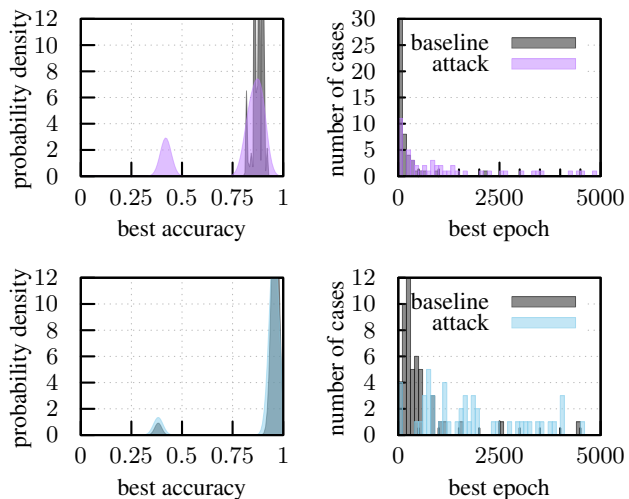 probability density
12
10
8
6
4
2
0
0 0.25 0.5 0.75 1
best accuracy
number of cases
30
25
20
15
10
5
0
baseline
attack
0 2500 5000
best epoch
probability density
12
10
8
6
4
2
0
0 0.25 0.5 0.75 1
best accuracy
number of cases
12
10
8
6
4
2
0
baseline
attack
0 2500 5000
best epoch